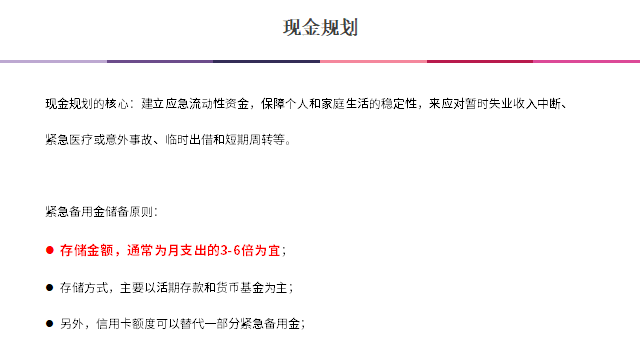 现金规划
现金规划的核心：建立应急流动性资金，保障个人和家庭生活的稳定性，来应对暂时失业收入中断、
紧急医疗或意外事故、临时出借和短期周转等。
紧急备用金储备原则：
● 存储金额，通常为月支出的3-6倍为宜；
● 存储方式，主要以活期存款和货币基金为主；
● 另外，信用卡额度可以替代一部分紧急备用金；